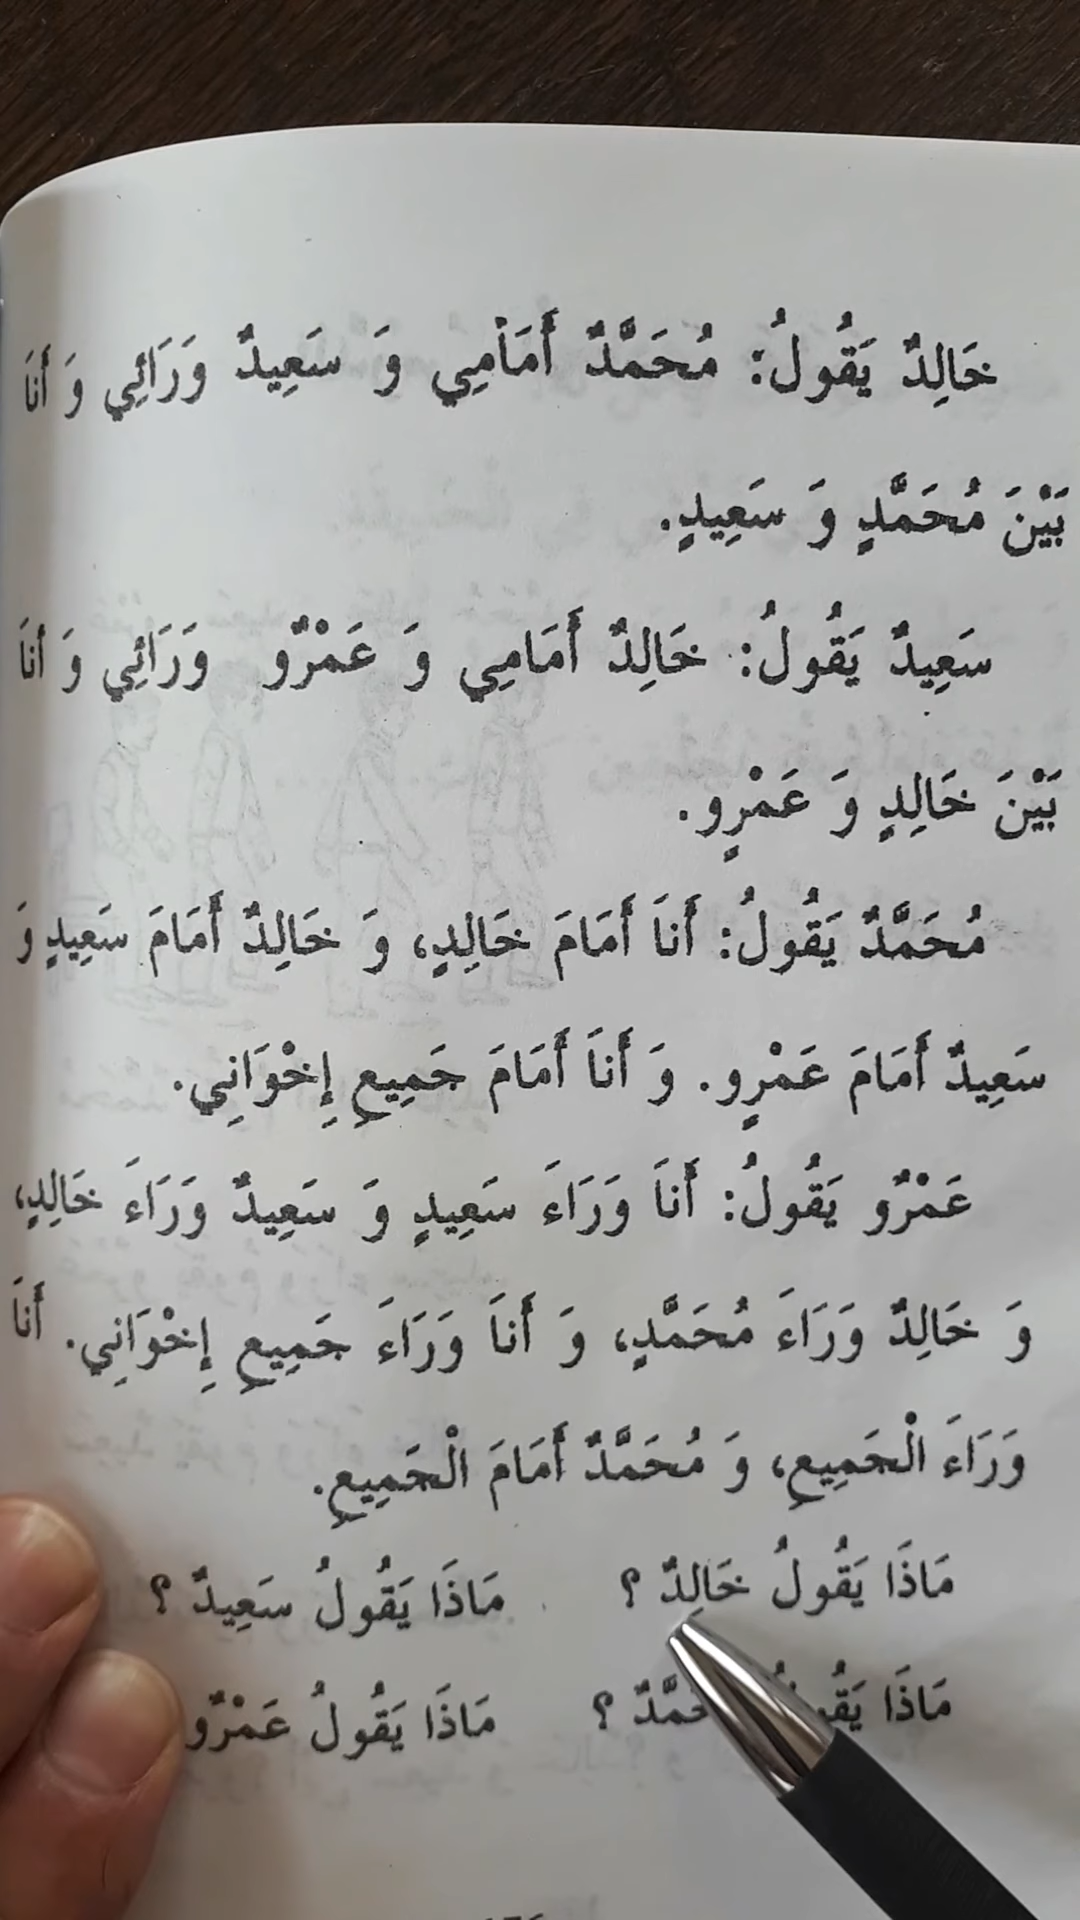 خَالِدٌ يَقُولُ: مُحَمَّدٌ أَمَامِي وَ سَعِيدٌ وَرَائِي وَ أَنَا
بَيْنَ مُحَمَّدٍ وَ سَعِيدٍ.
سَعِيدٌ يَقُولُ: خَالِدٌ أَمَامِي وَ عَمْرٌو وَرَائِي وَ أَنَا
بَيْنَ خَالِدٍ وَ عَمْرٍو.
مُحَمَّدٌ يَقُولُ: أَنَا أَمَامَ خَالِدٍ، وَ خَالِدٌ أَمَامَ سَعِيدٍ وَ
سَعِيدٌ أَمَامَ عَمْرٍو. وَ أَنَا أَمَامَ جَمِيعِ إِخْوَانِي.
عَمْرٌو يَقُولُ: أَنَا وَرَاءَ سَعِيدٍ وَ سَعِيدٌ وَرَاءَ خَالِدٍ،
وَ خَالِدٌ وَرَاءَ مُحَمَّدٍ، وَ أَنَا وَرَاءَ جَمِيعِ إِخْوَانِي. أَنَا
وَرَاءَ الْجَمِيعِ، وَ مُحَمَّدٌ أَمَامَ الْجَمِيعِ.
مَاذَا يَقُولُ خَالِدٌ ؟ مَاذَا يَقُولُ سَعِيدٌ ؟
مَاذَا ؟ مَاذَا يَقُولُ عَمْرٌو